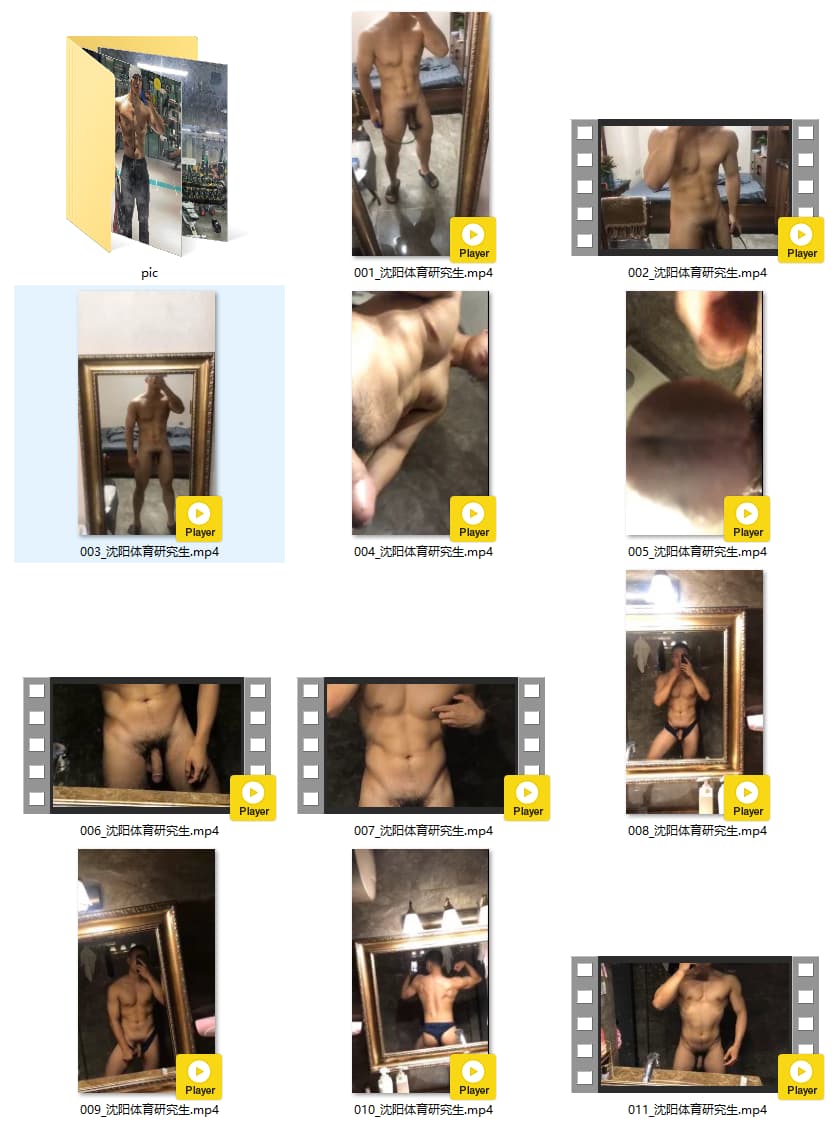 pic
Player
001_沈阳体育研究生.mp4
Player
002_沈阳体育研究生.mp4
Player
003_沈阳体育研究生.mp4
Player
004_沈阳体育研究生.mp4
Player
005_沈阳体育研究生.mp4
Player
006_沈阳体育研究生.mp4
Player
007_沈阳体育研究生.mp4
Player
008_沈阳体育研究生.mp4
Player
009_沈阳体育研究生.mp4
Player
010_沈阳体育研究生.mp4
Player
011_沈阳体育研究生.mp4